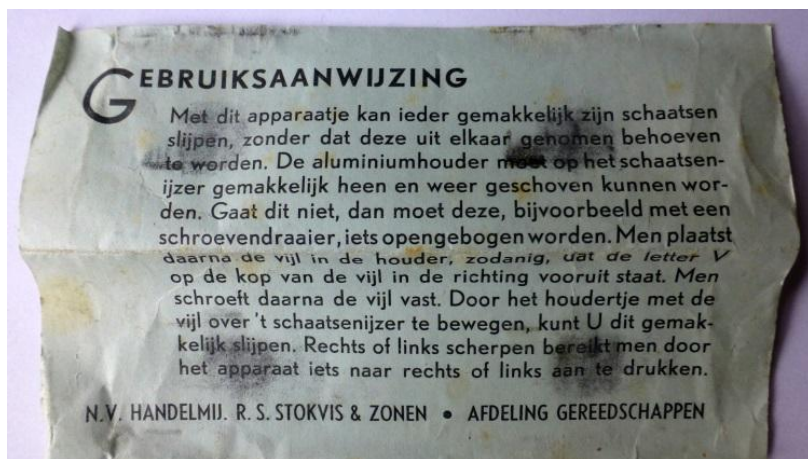 GEBRUIKSAANWIJZING
Met dit apparaatje kan ieder gemakkelijk zijn schaatsen
slijpen, zonder dat deze uit elkaar genomen behoeven
te worden. De aluminiumhouder moet op het schaatsen-
ijzer gemakkelijk heen en weer geschoven kunnen wor-
den. Gaat dit niet, dan moet deze, bijvoorbeeld met een
schroevendraaier, iets opengebogen worden. Men plaatst
daarna de vijl in de houder, zodanig, dat de letter V
op de kop van de vijl in de richting vooruit staat. Men
schroeft daarna de vijl vast. Door het houdertje met de
vijl over 't schaatsenijzer te bewegen, kunt U dit gemak-
kelijk slijpen. Rechts of links scherpen bereikt men door
het apparaat iets naar rechts of links aan te drukken.
N.V. HANDELMIJ. R. S. STOKVIS & ZONEN • AFDELING GEREEDSCHAPPEN